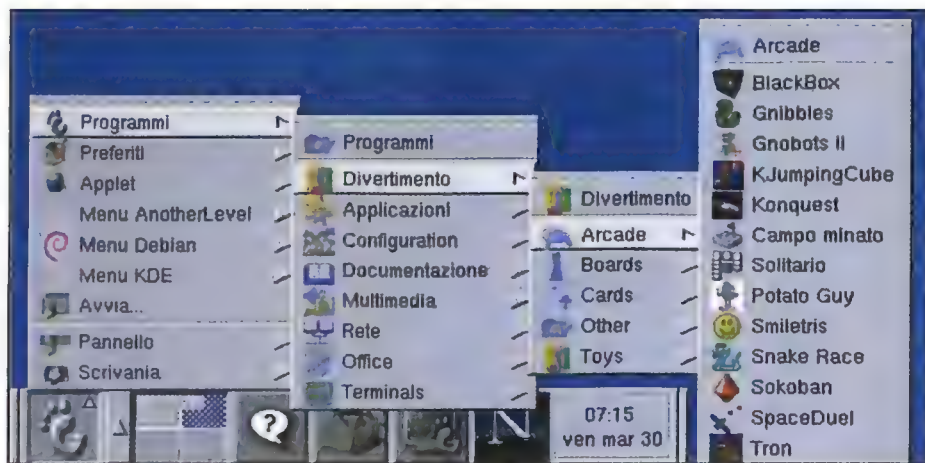 Programmi
Preferiti
Applet
Menu AnotherLevel
Menu Debian
Menu KDE
Avvia...
Pannello
Scrivania
Programmi
Divertimento
Applicazioni
Configuration
Documentazione
Multimedia
Rete
Office
Terminals
Divertimento
Arcade
Boards
Cards
Other
Toys
Arcade
BlackBox
Gnibbles
Gnobots II
KJumpingCube
Konquest
Campo minato
Solitario
Potato Guy
Smiletris
Snake Race
Sokoban
SpaceDuel
Tron
?
N
07:15
ven mar 30